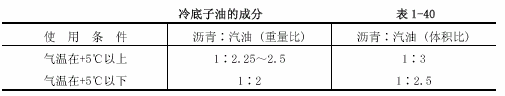 冷底子油的成分 表1-40
使用条件 沥青：汽油（重量比） 沥青：汽油（体积比）
气温在+5℃以上 1：2.25～2.5 1：3
气温在+5℃以下 1：2 1：2.5